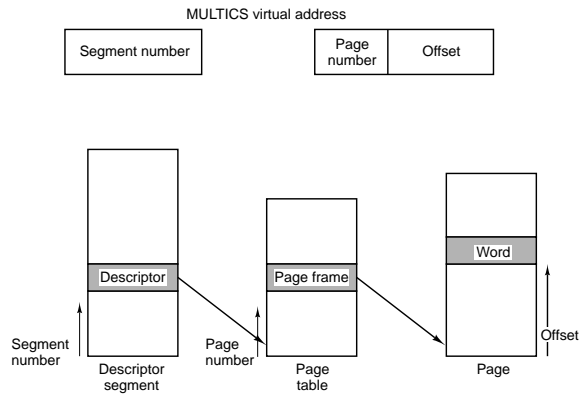 MULTICS virtual address
Segment number
Page
number
Offset
Descriptor
Page frame
Word
Segment
number
Page
number
Offset
Descriptor
segment
Page
table
Page